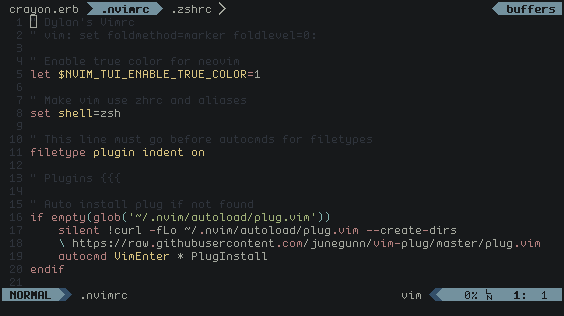 crayon.erb .nvimrc .zshrc buffers
1 " Dylan's Vimrc
2 " vim: set foldmethod=marker foldlevel=0:
3
4 " Enable true color for neovim
5 let $NVIM_TUI_ENABLE_TRUE_COLOR=1
6
7 " Make vim use zhrc and aliases
8 set shell=zsh
9
10 " This line must go before autocmds for filetypes
11 filetype plugin indent on
12
13 " Plugins {{{
14
15 " Auto install plug if not found
16 if empty(glob('~/.nvim/autoload/plug.vim'))
17 silent !curl -fLo ~/.nvim/autoload/plug.vim --create-dirs
18 \ https://raw.githubusercontent.com/junegunn/vim-plug/master/plug.vim
19 autocmd VimEnter * PlugInstall
20 endif
21
NORMAL .nvimrc vim 0% LN 1: 1